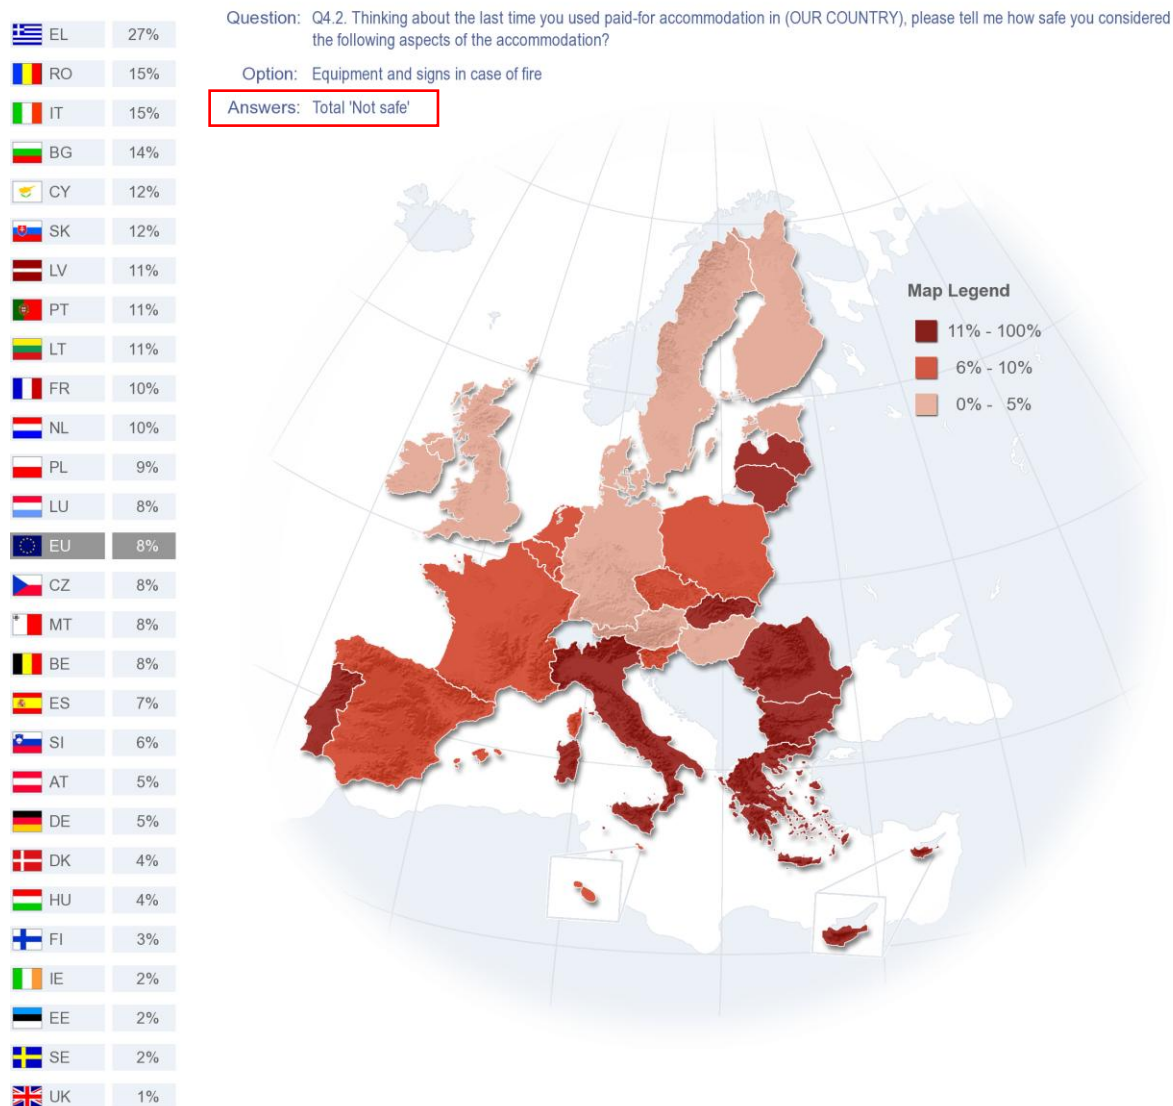 Question: Q4.2. Thinking about the last time you used paid-for accommodation in (OUR COUNTRY), please tell me how safe you considered
the following aspects of the accommodation?
Option: Equipment and signs in case of fire
Answers: Total 'Not safe'
EL 27%
RO 15%
IT 15%
BG 14%
CY 12%
SK 12%
LV 11%
PT 11%
LT 11%
FR 10%
NL 10%
PL 9%
LU 8%
EU 8%
CZ 8%
MT 8%
BE 8%
ES 7%
SI 6%
AT 5%
DE 5%
DK 4%
HU 4%
FI 3%
IE 2%
EE 2%
SE 2%
UK 1%
Map Legend
11% - 100%
6% - 10%
0% - 5%